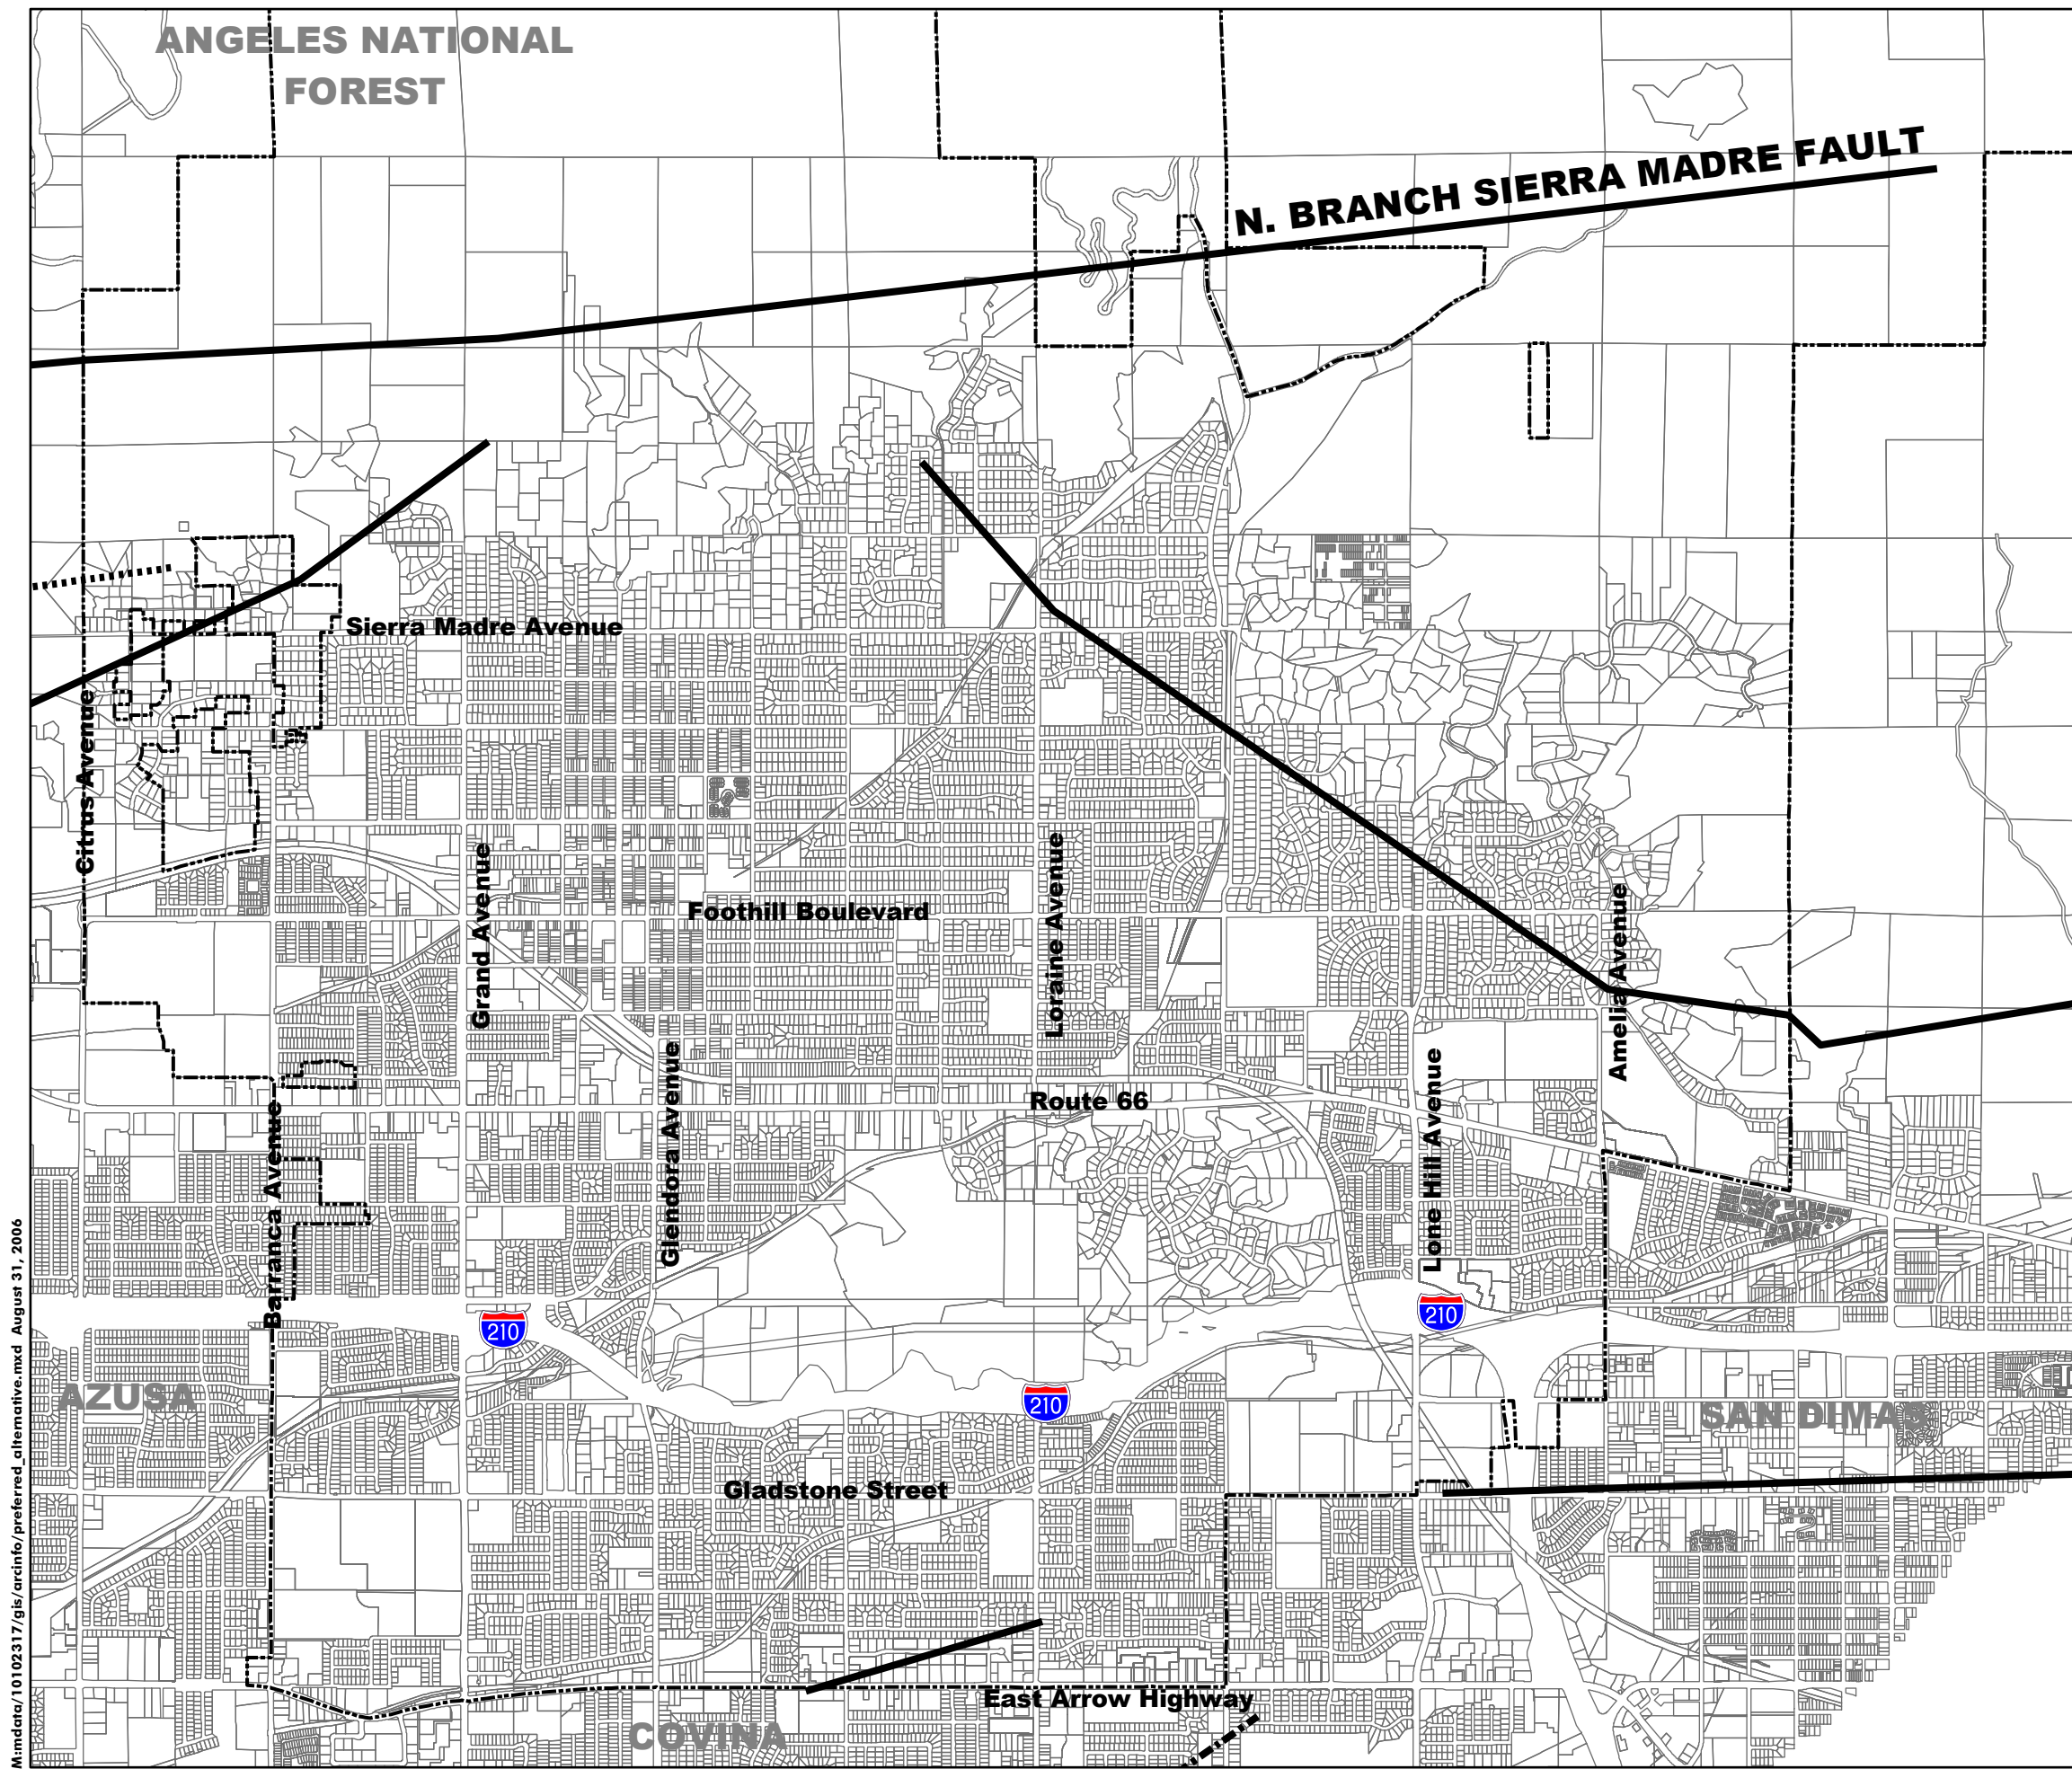 ANGELES NATIONAL
FOREST
N. BRANCH SIERRA MADRE FAULT
Sierra Madre Avenue
Citrus Avenue
Grand Avenue
Foothill Boulevard
Loraine Avenue
Amelia Avenue
Glendora Avenue
Route 66
Lone Hill Avenue
Barranca Avenue
210
210
210
AZUSA
SAN DIMAS
Gladstone Street
East Arrow Highway
COVINA
M:mdata/10102317/gis/arcinfo/preferred_alternative.mxd August 31, 2006